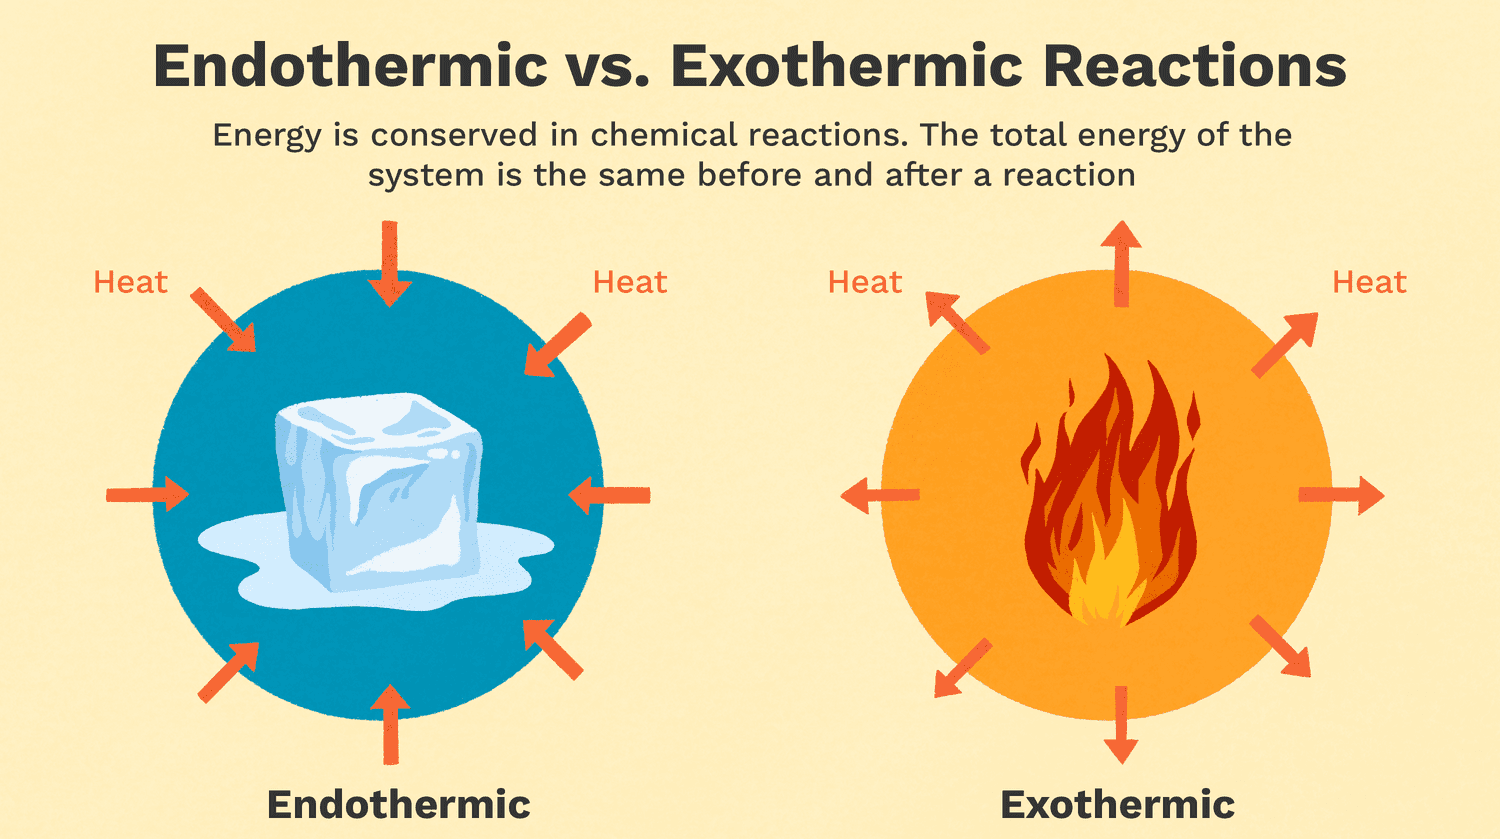 Endothermic vs. Exothermic Reactions
Energy is conserved in chemical reactions. The total energy of the
system is the same before and after a reaction
Heat
Heat
Heat
Heat
Endothermic
Exothermic